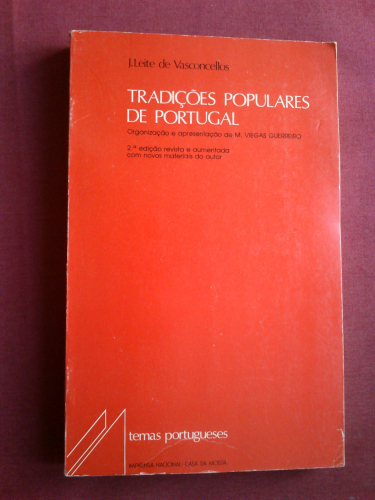 J. Leite de Vasconcellos
TRADIÇÕES POPULARES
DE PORTUGAL
Organização e apresentação de M. VIEGAS GUERREIRO
2.ª edição revista e aumentada
com novos materiais do autor
temas portugueses
IMPRENSA NACIONAL - CASA DA MOEDA